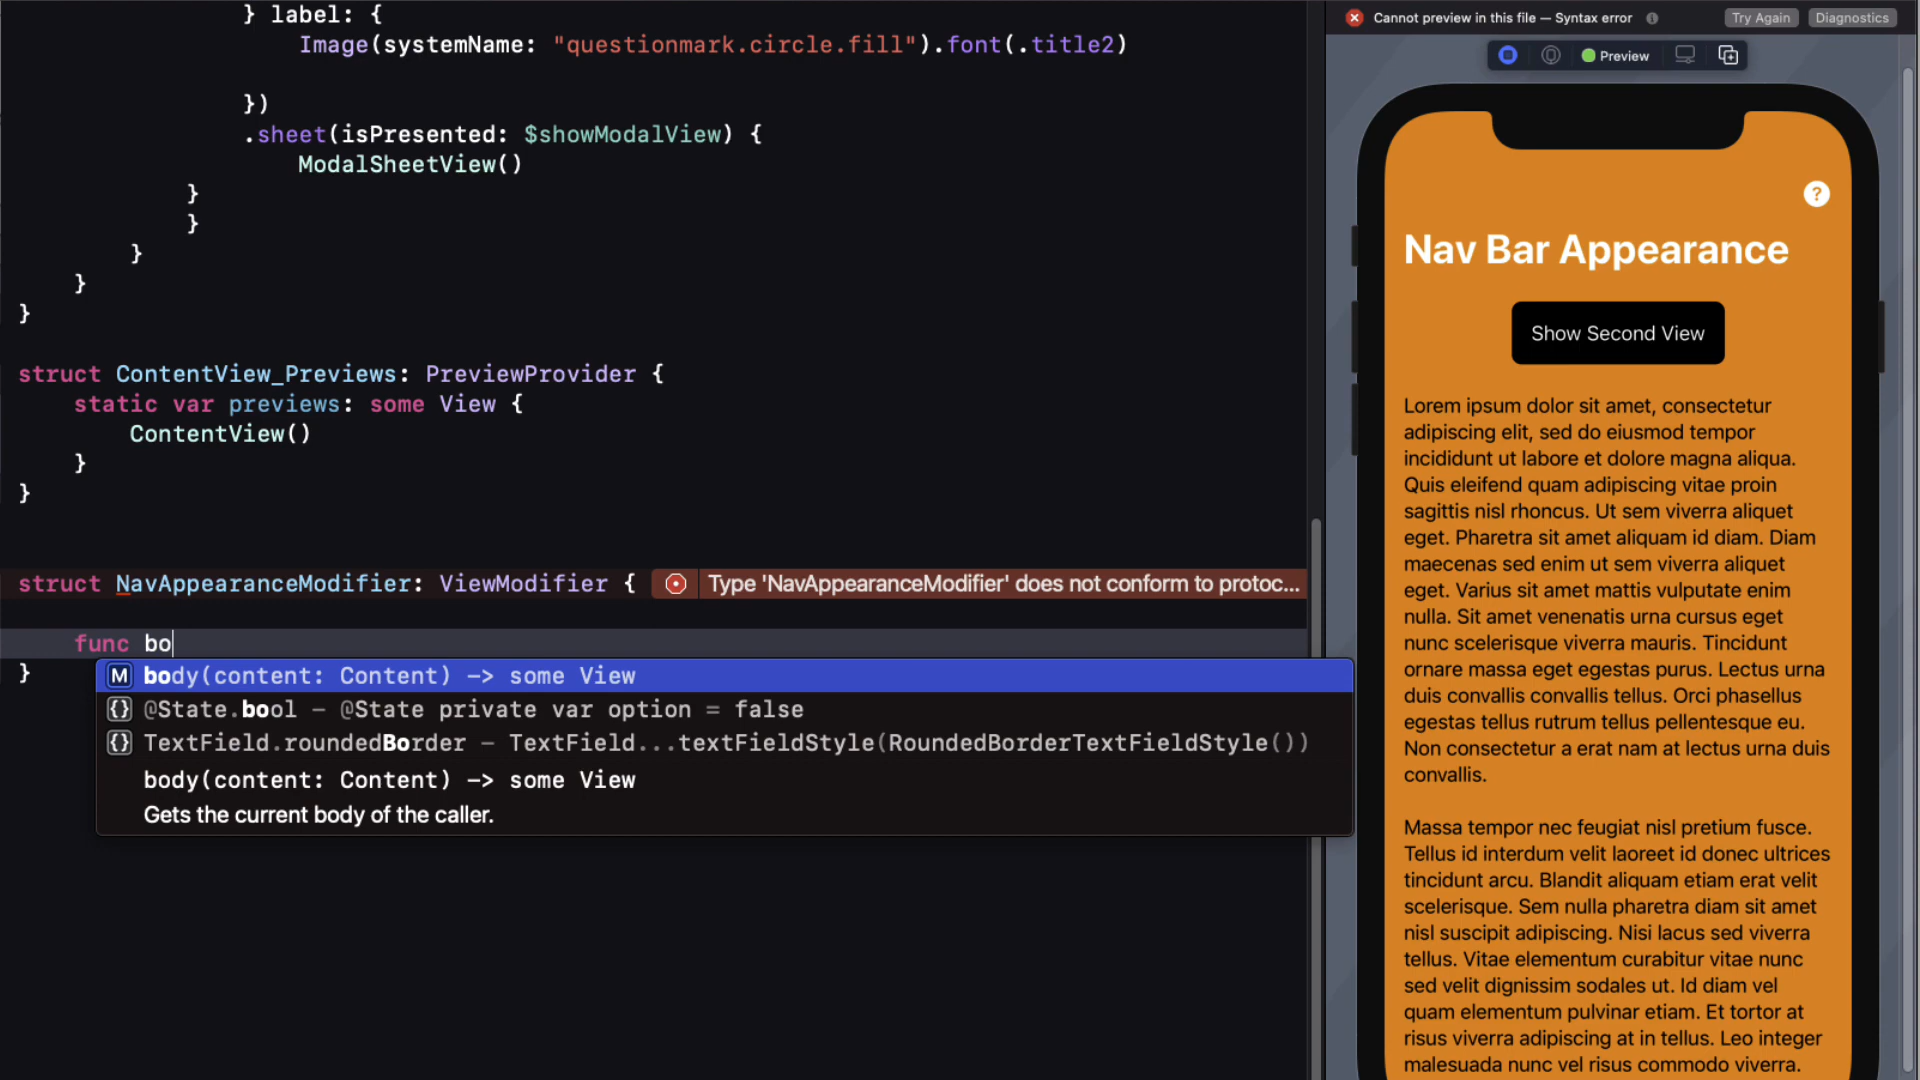 } label: {
Image(systemName: "questionmark.circle.fill").font(.title2)
})
.sheet(isPresented: $showModalView) {
ModalSheetView()
}
}
}
}
}
struct ContentView_Previews: PreviewProvider {
static var previews: some View {
ContentView()
}
}
struct NavAppearanceModifier: ViewModifier {
Type 'NavAppearanceModifier' does not conform to protoc...
func bo
}
M body(content: Content) -> some View
{} @State.bool – @State private var option = false
{} TextField.roundedBorder – TextField...textFieldStyle(RoundedBorderTextFieldStyle())
body(content: Content) -> some View
Gets the current body of the caller.
Cannot preview in this file — Syntax error
Try Again
Diagnostics
Preview
?
Nav Bar Appearance
Show Second View
Lorem ipsum dolor sit amet, consectetur
adipiscing elit, sed do eiusmod tempor
incididunt ut labore et dolore magna aliqua.
Quis eleifend quam adipiscing vitae proin
sagittis nisl rhoncus. Ut sem viverra aliquet
eget. Pharetra sit amet aliquam id diam. Diam
maecenas sed enim ut sem viverra aliquet
eget. Varius sit amet mattis vulputate enim
nulla. Sit amet venenatis urna cursus eget
nunc scelerisque viverra mauris. Tincidunt
ornare massa eget egestas purus. Lectus urna
duis convallis convallis tellus. Orci phasellus
egestas tellus rutrum tellus pellentesque eu.
Non consectetur a erat nam at lectus urna duis
convallis.
Massa tempor nec feugiat nisl pretium fusce.
Tellus id interdum velit laoreet id donec ultrices
tincidunt arcu. Blandit aliquam etiam erat velit
scelerisque. Sem nulla pharetra diam sit amet
nisl suscipit adipiscing. Nisi lacus sed viverra
tellus. Vitae elementum curabitur vitae nunc
sed velit dignissim sodales ut. Id diam vel
quam elementum pulvinar etiam. Et tortor at
risus viverra adipiscing at in tellus. Leo integer
malesuada nunc vel risus commodo viverra.